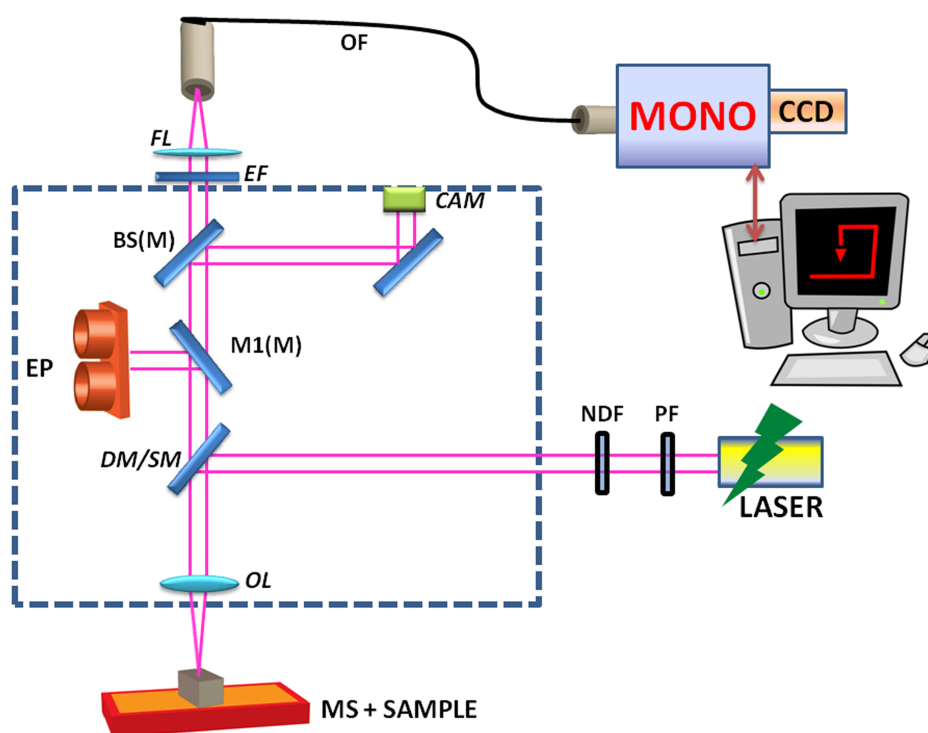 OF
MONO
CCD
FL
EF
CAM
BS(M)
M1(M)
EP
NDF
PF
DM/SM
LASER
OL
MS + SAMPLE